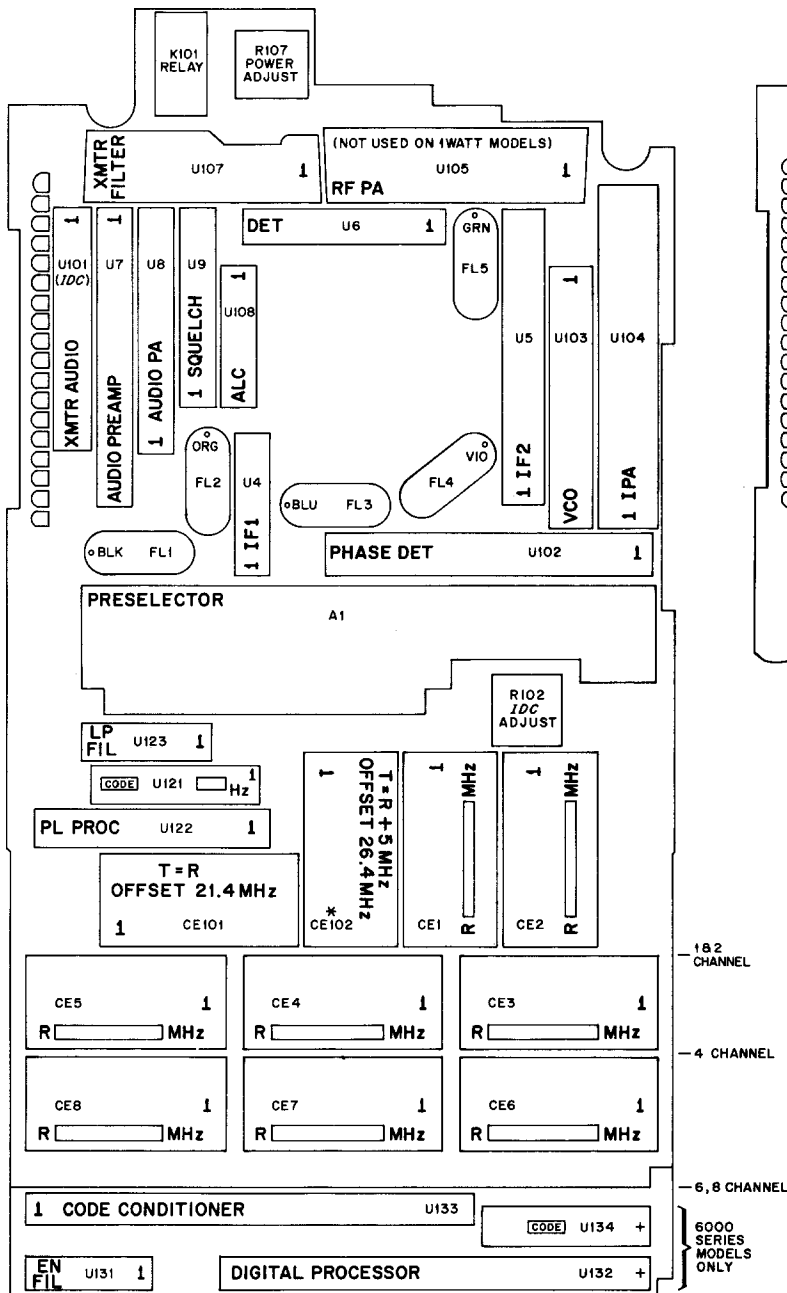 K101
RELAY
R107
POWER
ADJUST
XMTR
FILTER
U107
1
(NOT USED ON 1 WATT MODELS)
U105
1
RF PA
1
U101
(IDC)
XMTR AUDIO
1
U7
AUDIO PREAMP
U8
1 AUDIO PA
U9
1 SQUELCH
1
U108
ALC
DET
U6
1
GRN
FL5
U5
1 IF2
1
U103
VCO
U104
1 IPA
ORG
FL2
U4
1 IF1
BLU
FL3
VIO
FL4
BLK
FL1
PHASE DET
U102
1
PRESELECTOR
A1
R102
IDC
ADJUST
LP
FIL
U123
1
CODE
U121
Hz
1
PL PROC
U122
1
T=R
OFFSET 21.4 MHz
1
CE101
1
T=R+5 MHz
OFFSET 26.4 MHz
*
CE102
1
MHz
R
CE1
1
MHz
R
CE2
1&2
CHANNEL
CE5
1
R
MHz
CE4
1
R
MHz
CE3
1
R
MHz
4 CHANNEL
CE8
1
R
MHz
CE7
1
R
MHz
CE6
1
R
MHz
6,8 CHANNEL
1 CODE CONDITIONER
U133
CODE
U134
+
6000
SERIES
MODELS
ONLY
EN
FIL
U131
1
DIGITAL PROCESSOR
U132
+